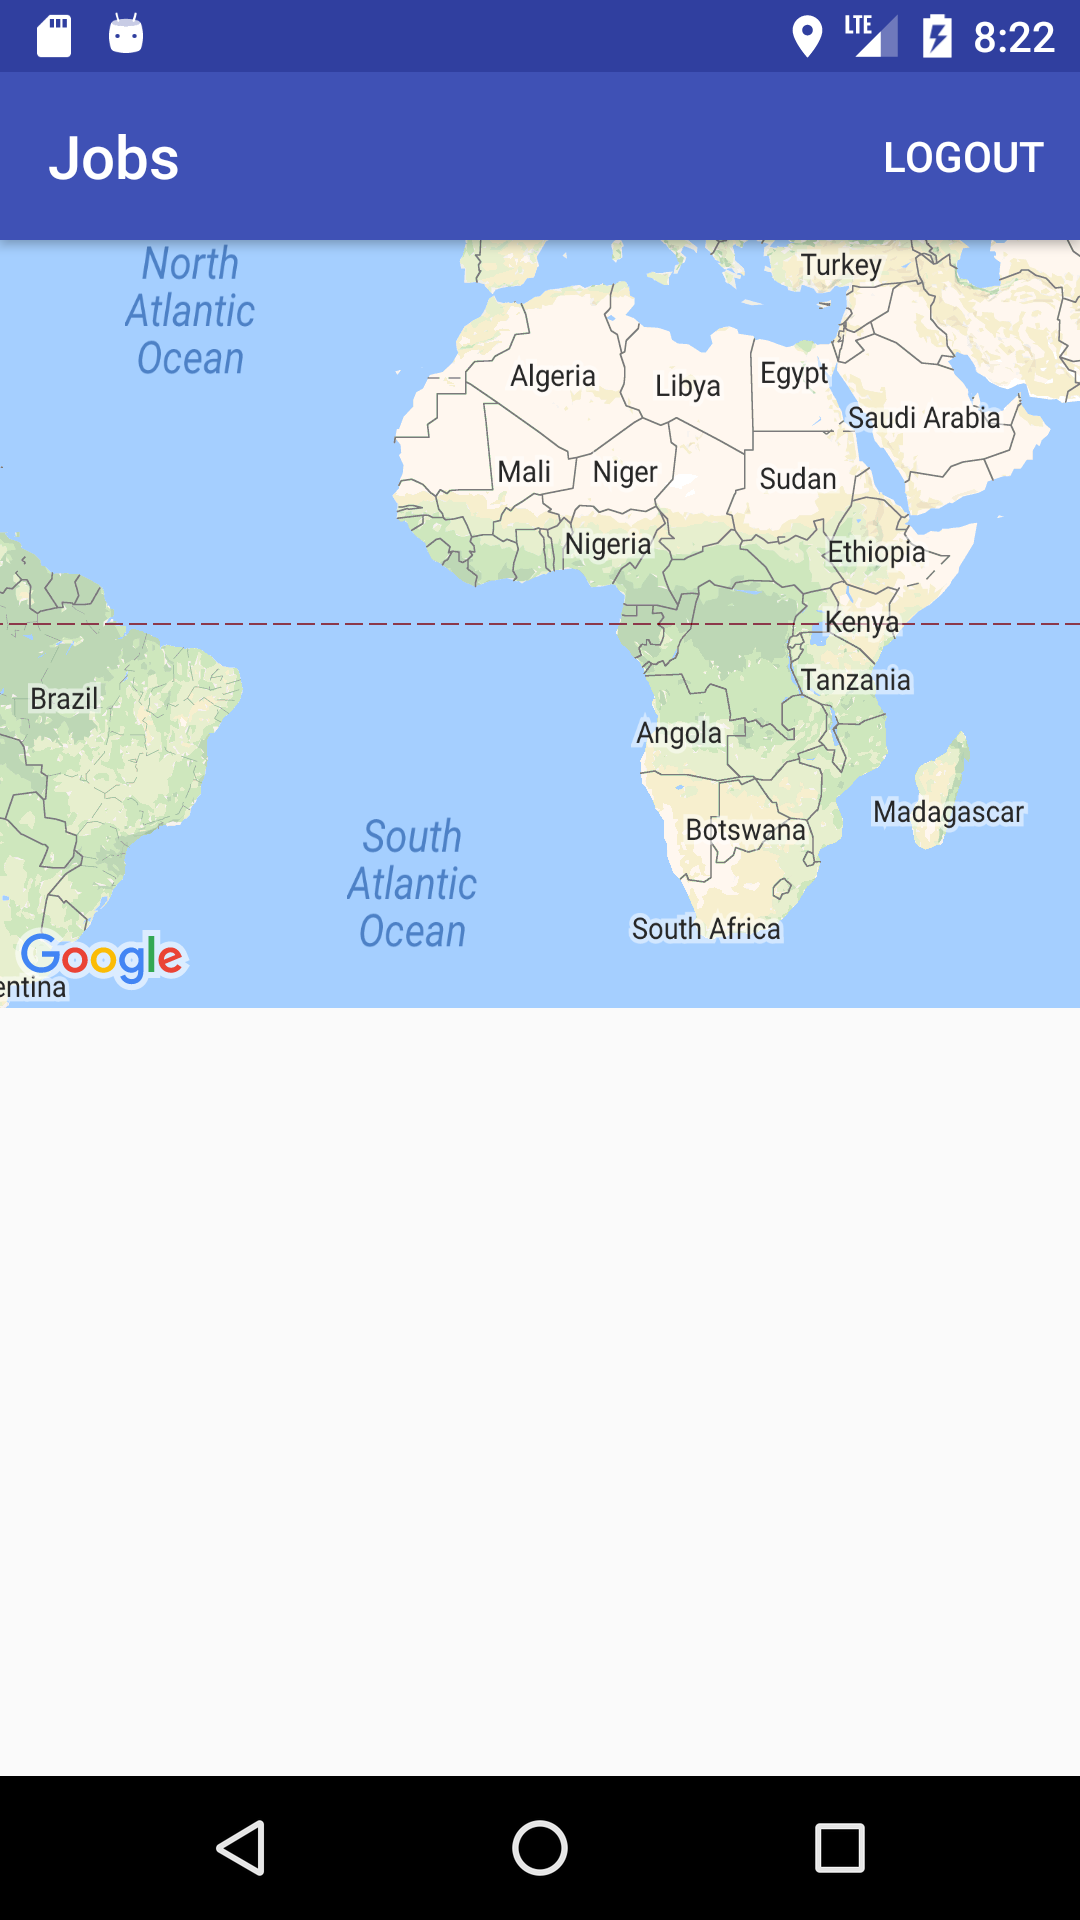 LTE 8:22
Jobs LOGOUT
North
Atlantic
Ocean
Turkey
Algeria
Libya
Egypt
Saudi Arabia
Mali
Niger
Sudan
Nigeria
Ethiopia
Kenya
Brazil
Tanzania
Angola
Madagascar
Botswana
South
Atlantic
Ocean
South Africa
Google
entina